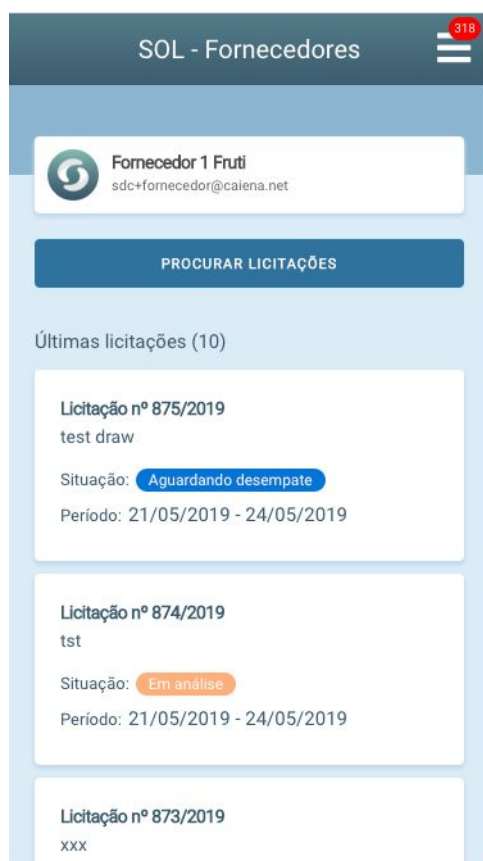 SOL - Fornecedores
318
Fornecedor 1 Fruti
sdc+fornecedor@caiena.net
PROCURAR LICITAÇÕES
Últimas licitações (10)
Licitação nº 875/2019
test draw
Situação: Aguardando desempate
Período: 21/05/2019 - 24/05/2019
Licitação nº 874/2019
tst
Situação: Em análise
Período: 21/05/2019 - 24/05/2019
Licitação nº 873/2019
xxx